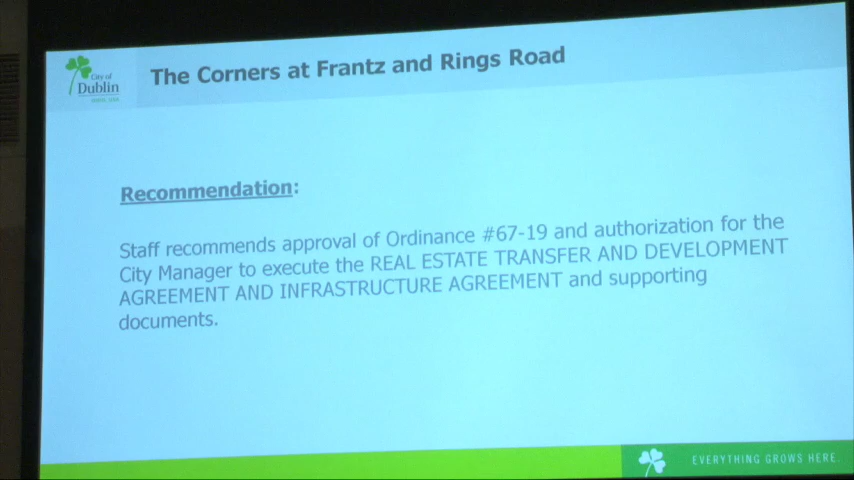 City of
Dublin
The Corners at Frantz and Rings Road
Recommendation:
Staff recommends approval of Ordinance #67-19 and authorization for the
City Manager to execute the REAL ESTATE TRANSFER AND DEVELOPMENT
AGREEMENT AND INFRASTRUCTURE AGREEMENT and supporting
documents.
EVERYTHING GROWS HERE.